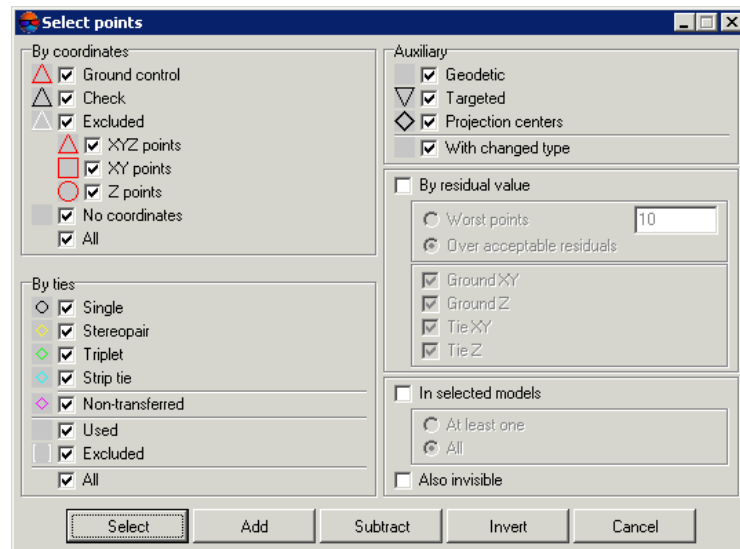 Select points
By coordinates
Ground control
Check
Excluded
XYZ points
XY points
Z points
No coordinates
All
By ties
Single
Stereopair
Triplet
Strip tie
Non-transferred
Used
Excluded
All
Auxiliary
Geodetic
Targeted
Projection centers
With changed type
By residual value
Worst points 10
Over acceptable residuals
Ground XY
Ground Z
Tie XY
Tie Z
In selected models
At least one
All
Also invisible
Select Add Subtract Invert Cancel